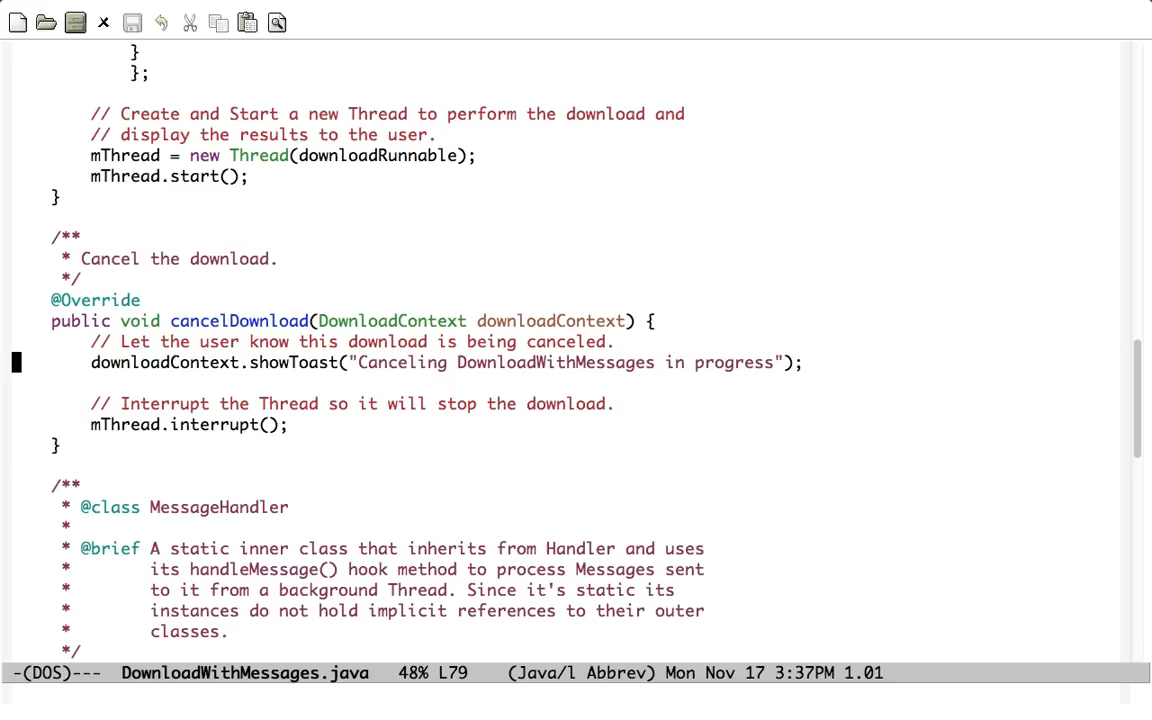 }
};
// Create and Start a new Thread to perform the download and
// display the results to the user.
mThread = new Thread(downloadRunnable);
mThread.start();
}
/**
* Cancel the download.
*/
@Override
public void cancelDownload(DownloadContext downloadContext) {
// Let the user know this download is being canceled.
downloadContext.showToast("Canceling DownloadWithMessages in progress");
// Interrupt the Thread so it will stop the download.
mThread.interrupt();
}
/**
* @class MessageHandler
*
* @brief A static inner class that inherits from Handler and uses
* its handleMessage() hook method to process Messages sent
* to it from a background Thread. Since it's static its
* instances do not hold implicit references to their outer
* classes.
*/
-(DOS)--- DownloadWithMessages.java 48% L79 (Java/l Abbrev) Mon Nov 17 3:37PM 1.01